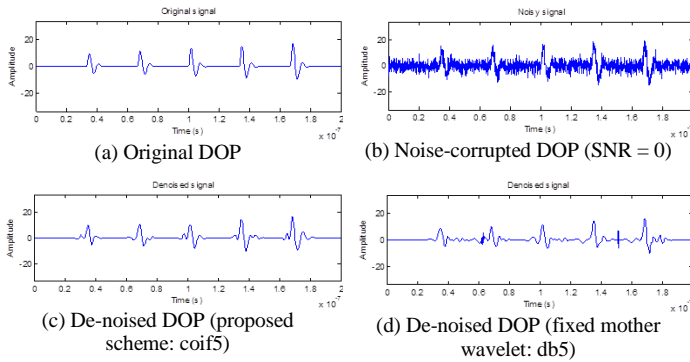 Original signal
Amplitude
20
0
-20
0 0.2 0.4 0.6 0.8 1 1.2 1.4 1.6 1.8 2
Time (s)
x 10⁻⁷
(a) Original DOP
Noisy signal
Amplitude
20
0
-20
0 0.2 0.4 0.6 0.8 1 1.2 1.4 1.6 1.8 2
Time (s)
x 10⁻⁷
(b) Noise-corrupted DOP (SNR = 0)
Denoised signal
Amplitude
20
0
-20
0 0.2 0.4 0.6 0.8 1 1.2 1.4 1.6 1.8 2
Time (s)
x 10⁻⁷
(c) De-noised DOP (proposed
scheme: coif5)
Denoised signal
Amplitude
20
0
-20
0 0.2 0.4 0.6 0.8 1 1.2 1.4 1.6 1.8 2
Time (s)
x 10⁻⁷
(d) De-noised DOP (fixed mother
wavelet: db5)